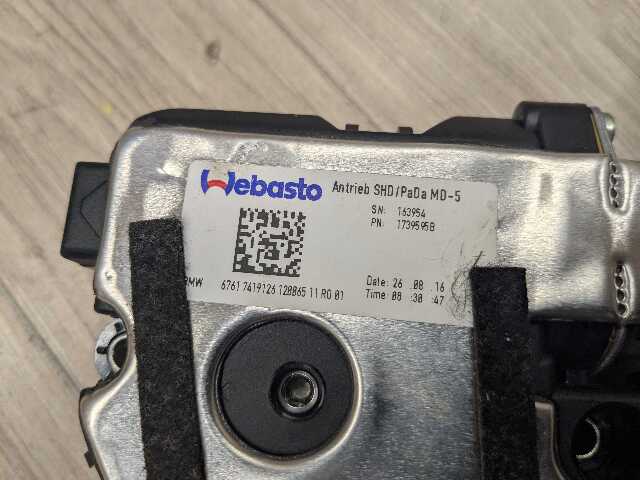 Webasto
Antrieb SHD/PaDa MD-5
SN: 163954
PN: 1739595B
BMW 6761 7419126 120865 11 R0 01
Date: 26 .08 .16
Time: 08 :30 :47